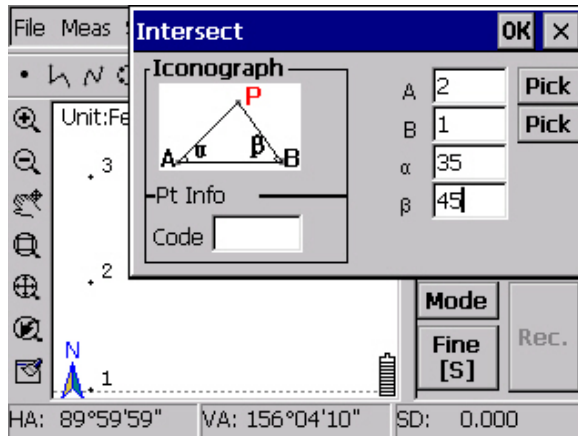 File Meas
Intersect OK ×
Iconograph
P
A α β B
Pt Info
Code
A 2 Pick
B 1 Pick
α 35
β 45
Unit:Fe
3
2
N
1
Mode
Fine
[S]
Rec.
HA: 89°59'59" VA: 156°04'10" SD: 0.000